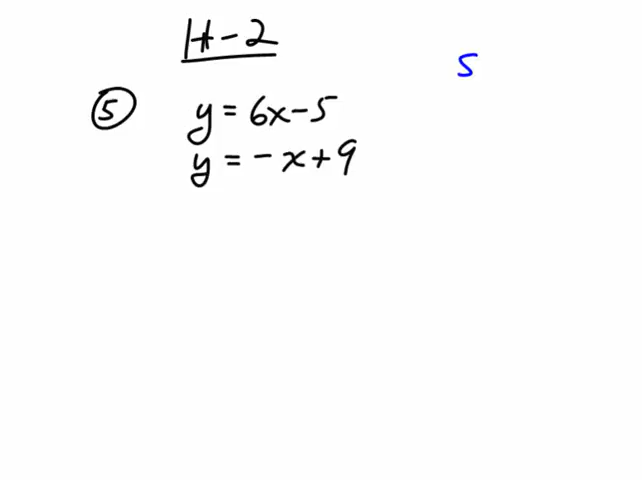 H-2
S
⑤ y = 6x-5
y = -x+9